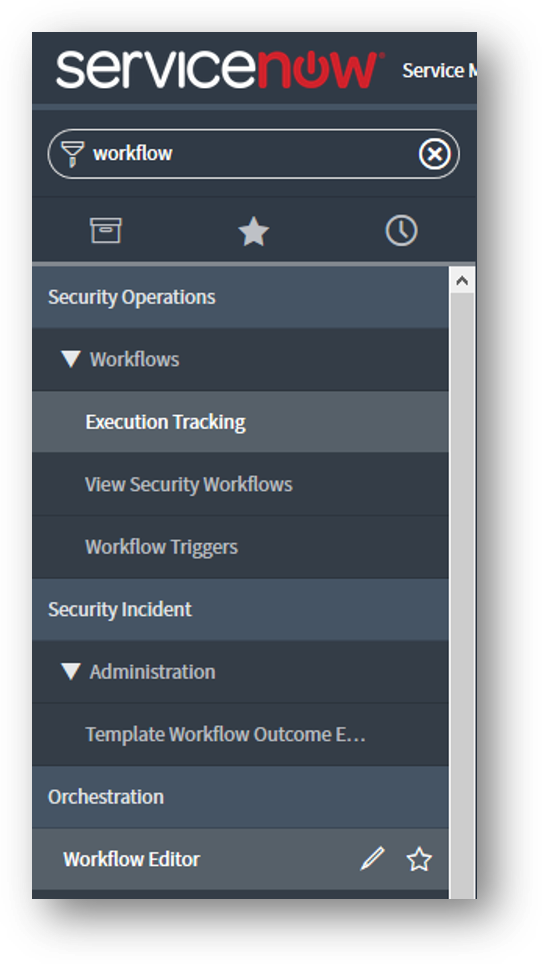 servicenow Service M
workflow
Security Operations
Workflows
Execution Tracking
View Security Workflows
Workflow Triggers
Security Incident
Administration
Template Workflow Outcome E...
Orchestration
Workflow Editor